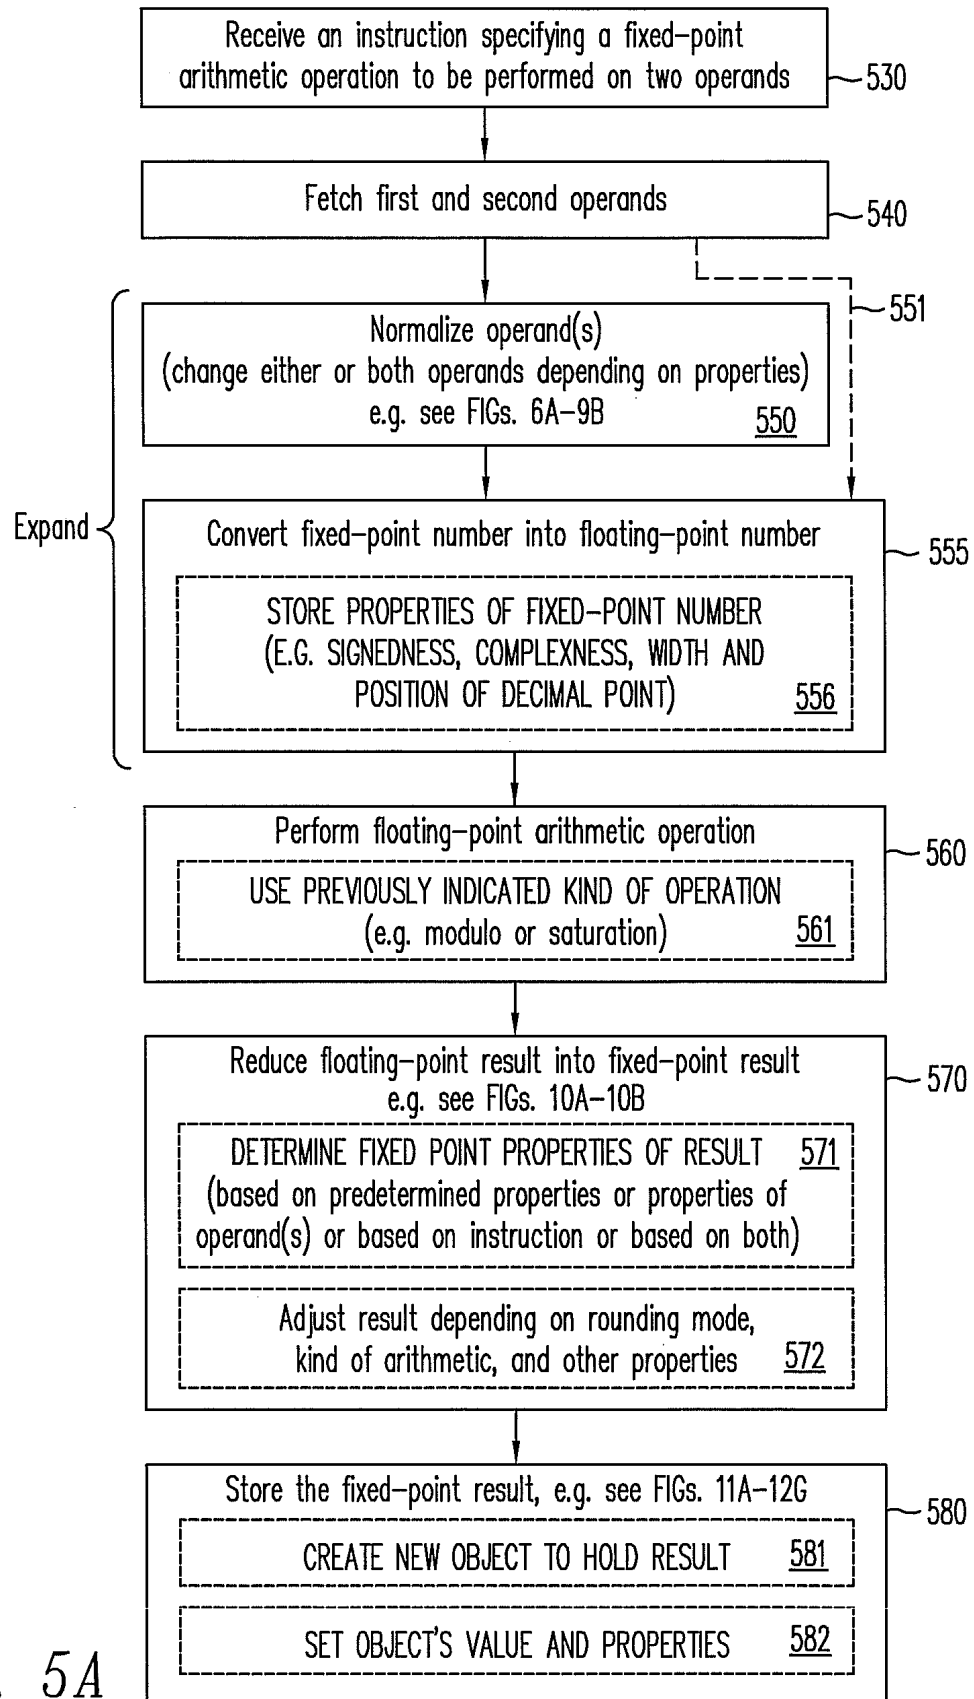 Receive an instruction specifying a fixed-point
arithmetic operation to be performed on two operands
530
Fetch first and second operands
540
551
Normalize operand(s)
(change either or both operands depending on properties)
e.g. see FIGs. 6A-9B
550
Expand
Convert fixed-point number into floating-point number
555
STORE PROPERTIES OF FIXED-POINT NUMBER
(E.G. SIGNEDNESS, COMPLEXNESS, WIDTH AND
POSITION OF DECIMAL POINT)
556
Perform floating-point arithmetic operation
560
USE PREVIOUSLY INDICATED KIND OF OPERATION
(e.g. modulo or saturation)
561
Reduce floating-point result into fixed-point result
e.g. see FIGs. 10A-10B
570
DETERMINE FIXED POINT PROPERTIES OF RESULT
571
(based on predetermined properties or properties of
operand(s) or based on instruction or based on both)
Adjust result depending on rounding mode,
kind of arithmetic, and other properties
572
Store the fixed-point result, e.g. see FIGs. 11A-12G
580
CREATE NEW OBJECT TO HOLD RESULT
581
SET OBJECT'S VALUE AND PROPERTIES
582
5A